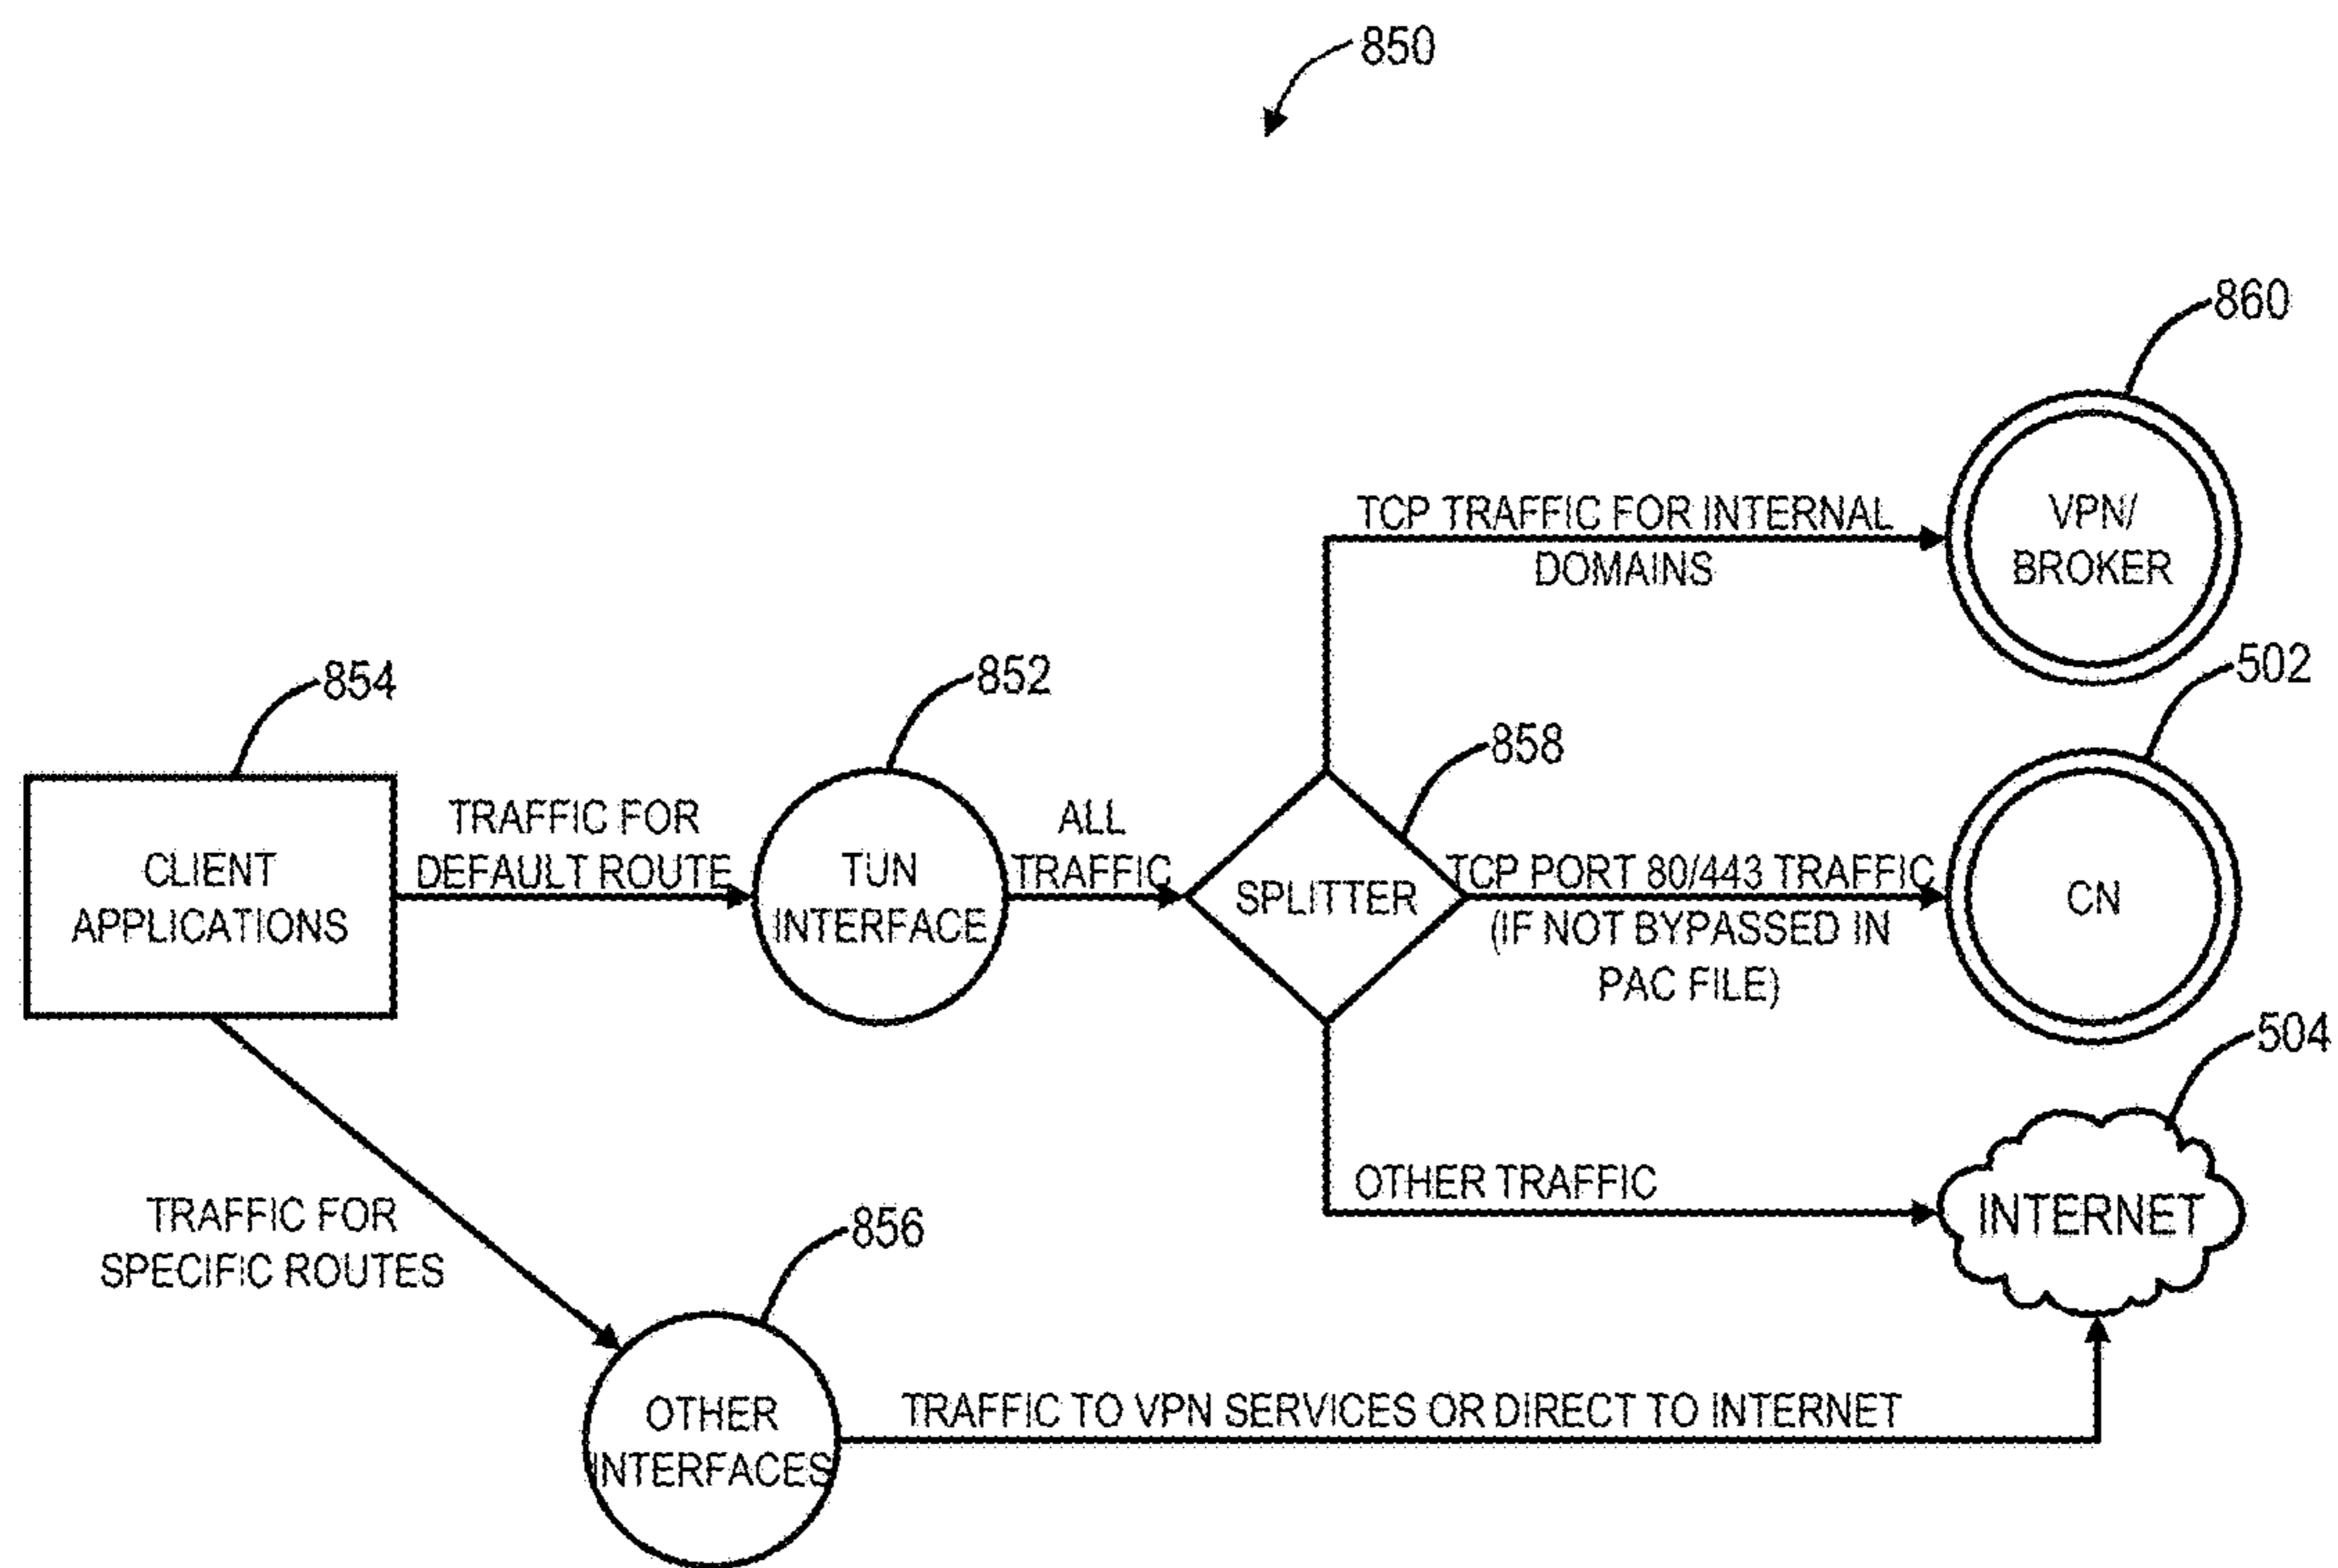 850
860
TCP TRAFFIC FOR INTERNAL
DOMAINS
VPN/
BROKER
502
854
852
858
TRAFFIC FOR
DEFAULT ROUTE
ALL
TRAFFIC
CLIENT
APPLICATIONS
TUN
INTERFACE
SPLITTER
TCP PORT 80/443 TRAFFIC
(IF NOT BYPASSED IN
PAC FILE)
CN
504
OTHER TRAFFIC
INTERNET
TRAFFIC FOR
SPECIFIC ROUTES
856
OTHER
INTERFACES
TRAFFIC TO VPN SERVICES OR DIRECT TO INTERNET